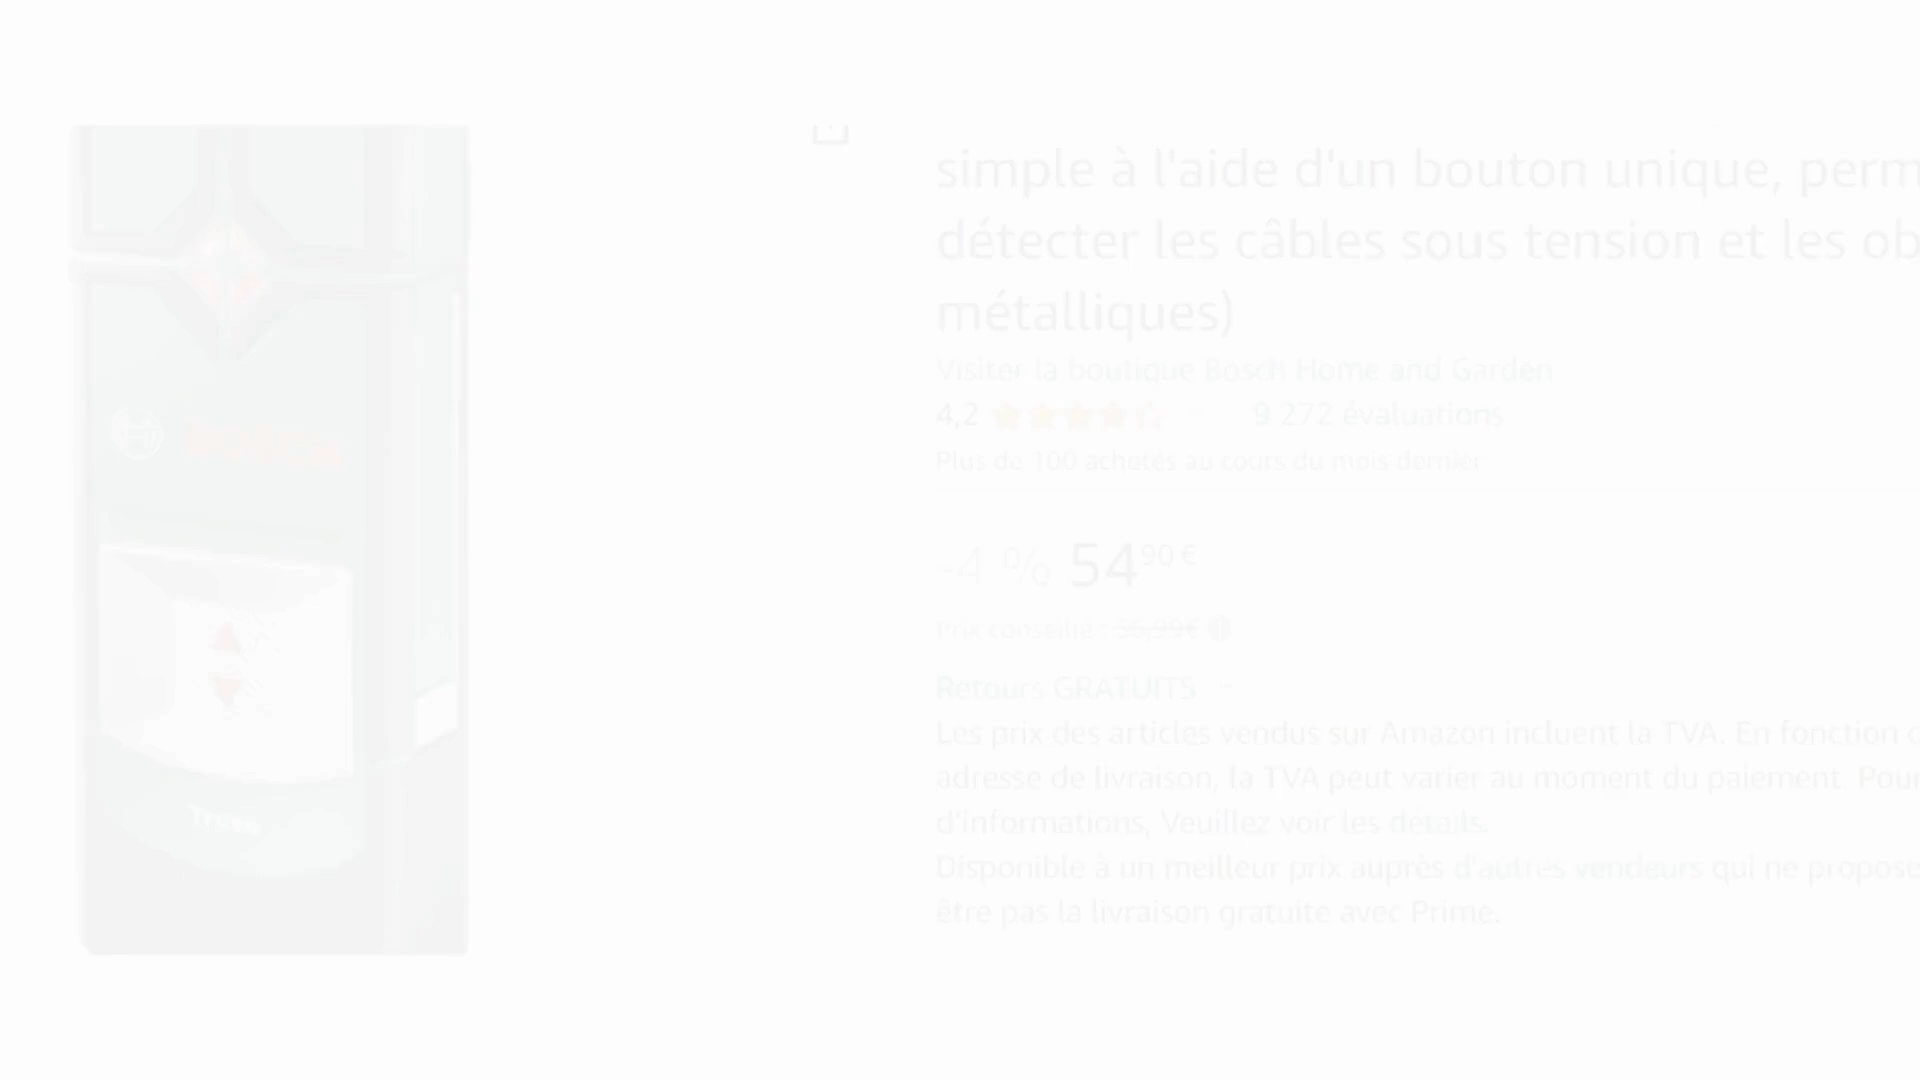 simple à l'aide d'un bouton unique, perm
détecter les câbles sous tension et les ob
métalliques)
Visiter la boutique Bosch Home and Garden
4,2 9 272 évaluations
Plus de 100 achetés au cours du mois dernier
-4 % 54,90 €
Prix conseillé : 56,99€
Retours GRATUITS
Les prix des articles vendus sur Amazon incluent la TVA. En fonction d
adresse de livraison, la TVA peut varier au moment du paiement. Pour
d'informations, Veuillez voir les détails.
Disponible à un meilleur prix auprès d'autres vendeurs qui ne propose
être pas la livraison gratuite avec Prime.
BOSCH
Truvo